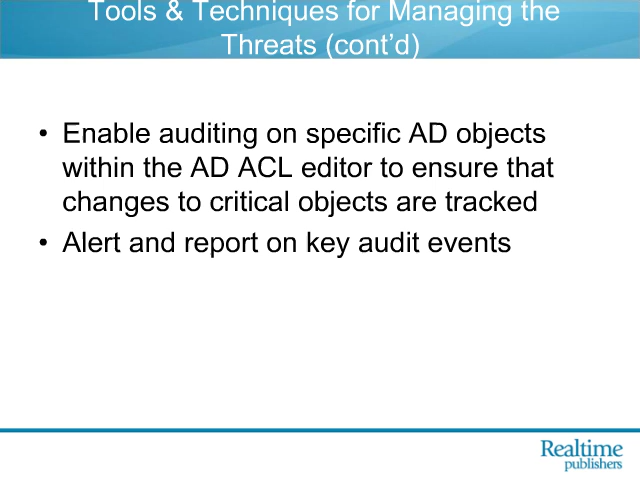 Tools & Techniques for Managing the
Threats (cont’d)
• Enable auditing on specific AD objects
within the AD ACL editor to ensure that
changes to critical objects are tracked
• Alert and report on key audit events
Realtime
publishers